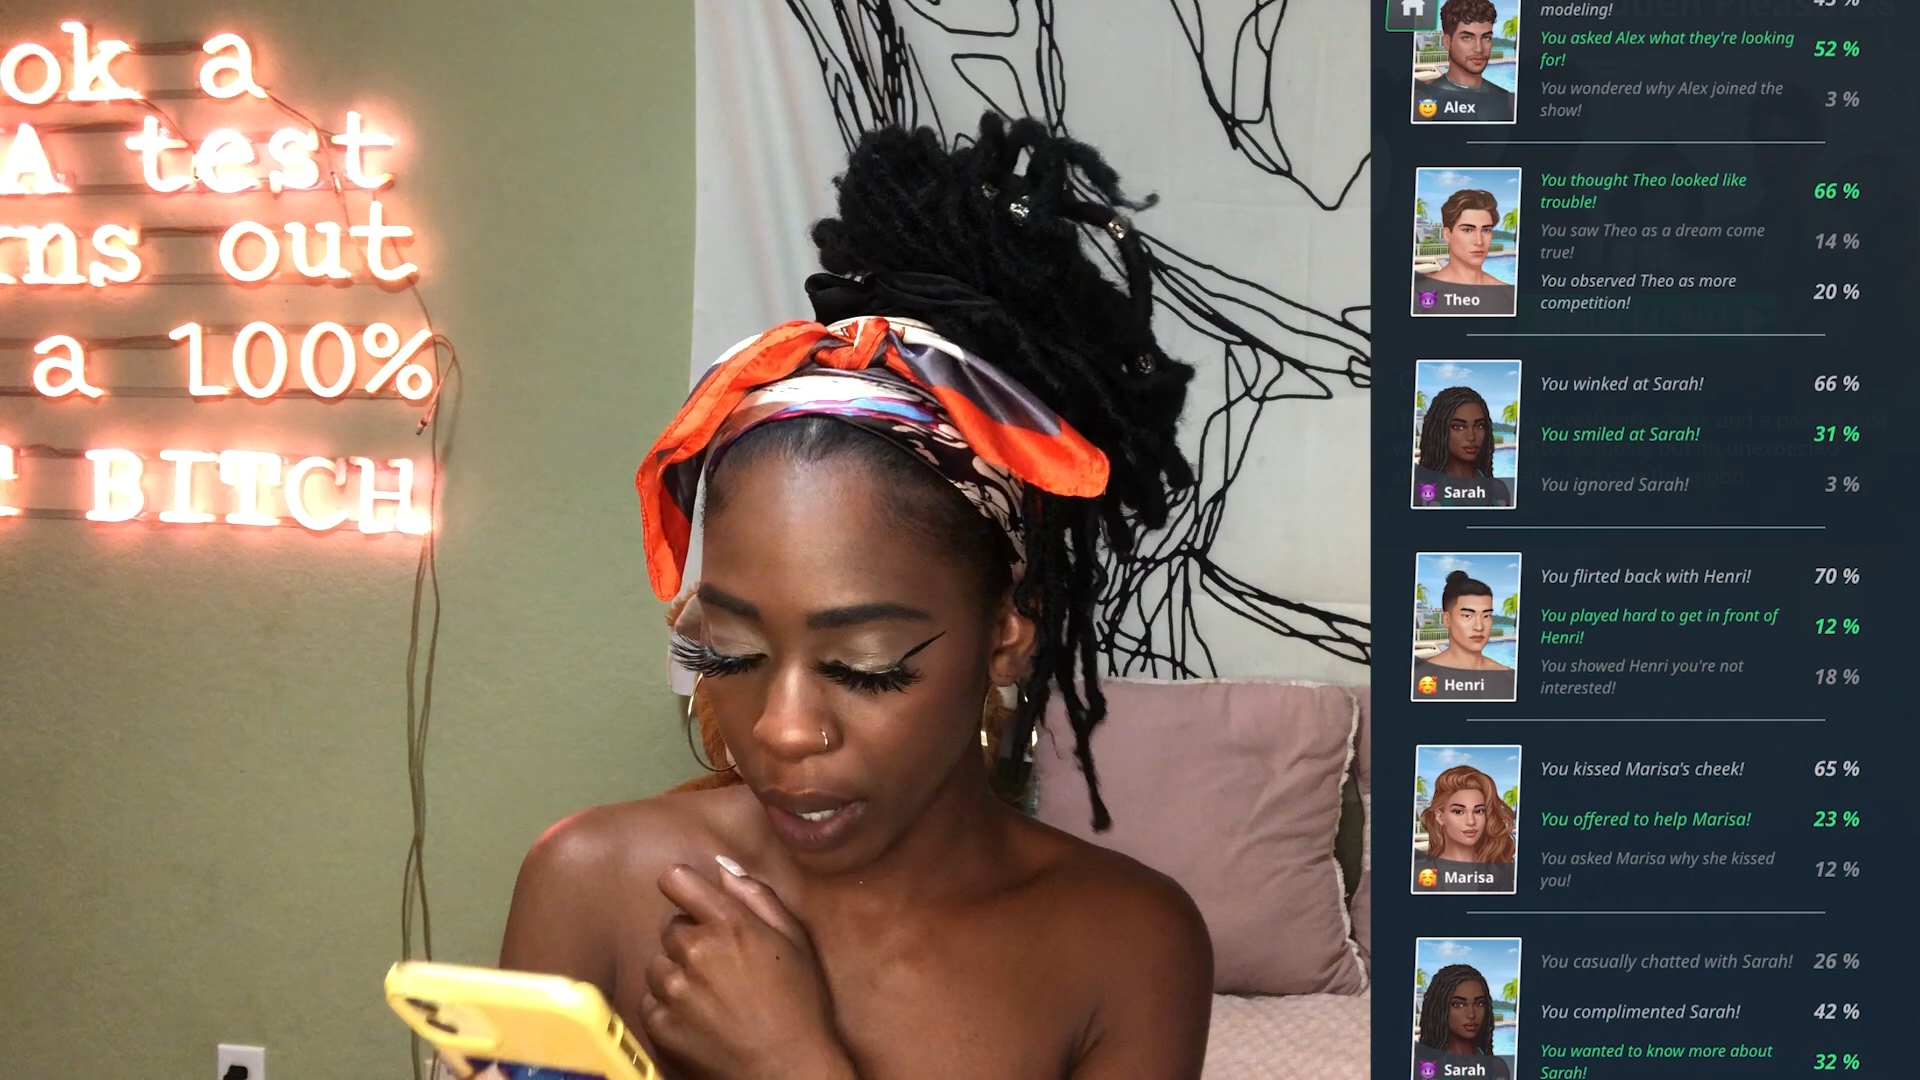 ok a
A test
ns out
a 100%
BITCH
modeling!
You asked Alex what they're looking
for!
52 %
You wondered why Alex joined the
show!
3 %
Alex
You thought Theo looked like
trouble!
66 %
You saw Theo as a dream come
true!
14 %
You observed Theo as more
competition!
20 %
Theo
You winked at Sarah!
66 %
You smiled at Sarah!
31 %
You ignored Sarah!
3 %
Sarah
You flirted back with Henri!
70 %
You played hard to get in front of
Henri!
12 %
You showed Henri you're not
interested!
18 %
Henri
You kissed Marisa's cheek!
65 %
You offered to help Marisa!
23 %
You asked Marisa why she kissed
you!
12 %
Marisa
You casually chatted with Sarah!
26 %
You complimented Sarah!
42 %
You wanted to know more about
Sarah!
32 %
Sarah